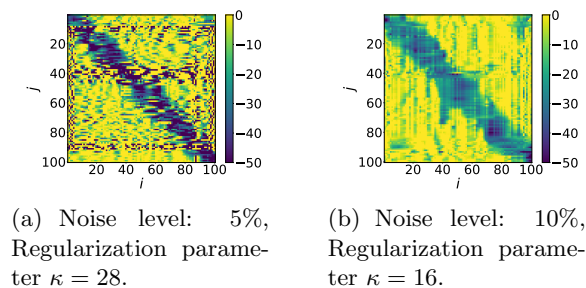 0
20
40
60
80
100
j
20 40 60 80 100
i
0
−10
−20
−30
−40
−50
20
40
60
80
100
j
20 40 60 80 100
i
0
−10
−20
−30
−40
−50
(a) Noise level: 5%,
Regularization parame-
ter κ = 28.
(b) Noise level: 10%,
Regularization parame-
ter κ = 16.